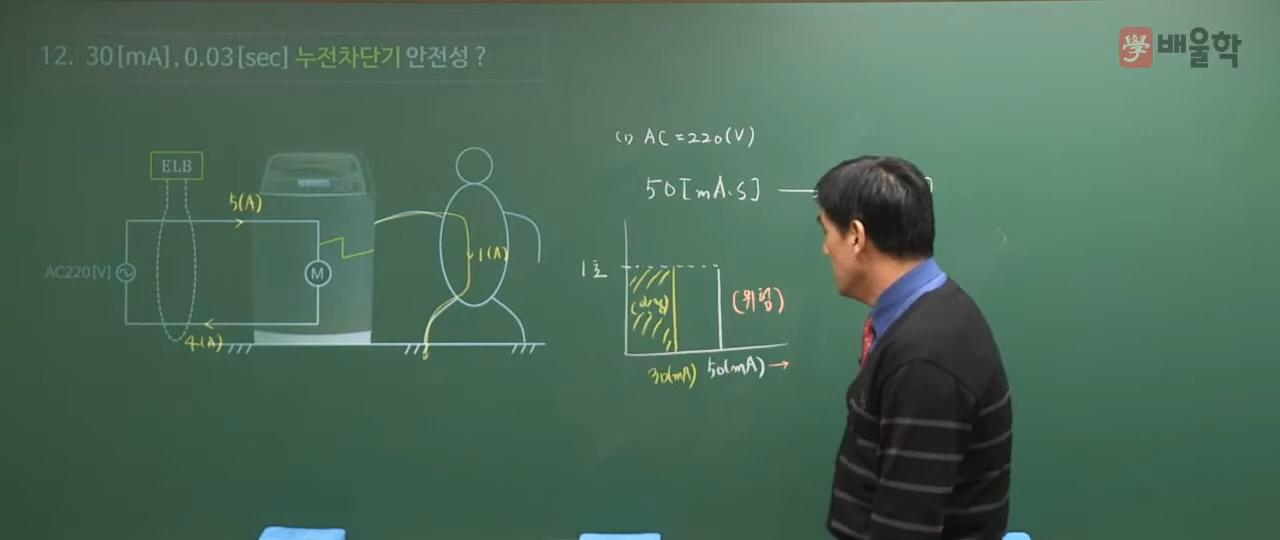 12. 30[mA], 0.03[sec] 누전차단기 안전성 ?
學 배울학
ELB
5(A)
AC220[V]
M
4(A)
1(A)
(1) AC = 220(V)
50[mA·S]
1초
(위험)
30(mA)
50(mA)